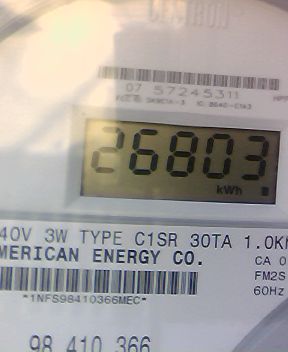 CENTRON
07 57245311
26803
kWh
40V 3W TYPE C1SR 30TA 1.0K
MERICAN ENERGY CO.
CA 0
FM2S
60Hz
*1NFS98410366MEC*
98 410 366